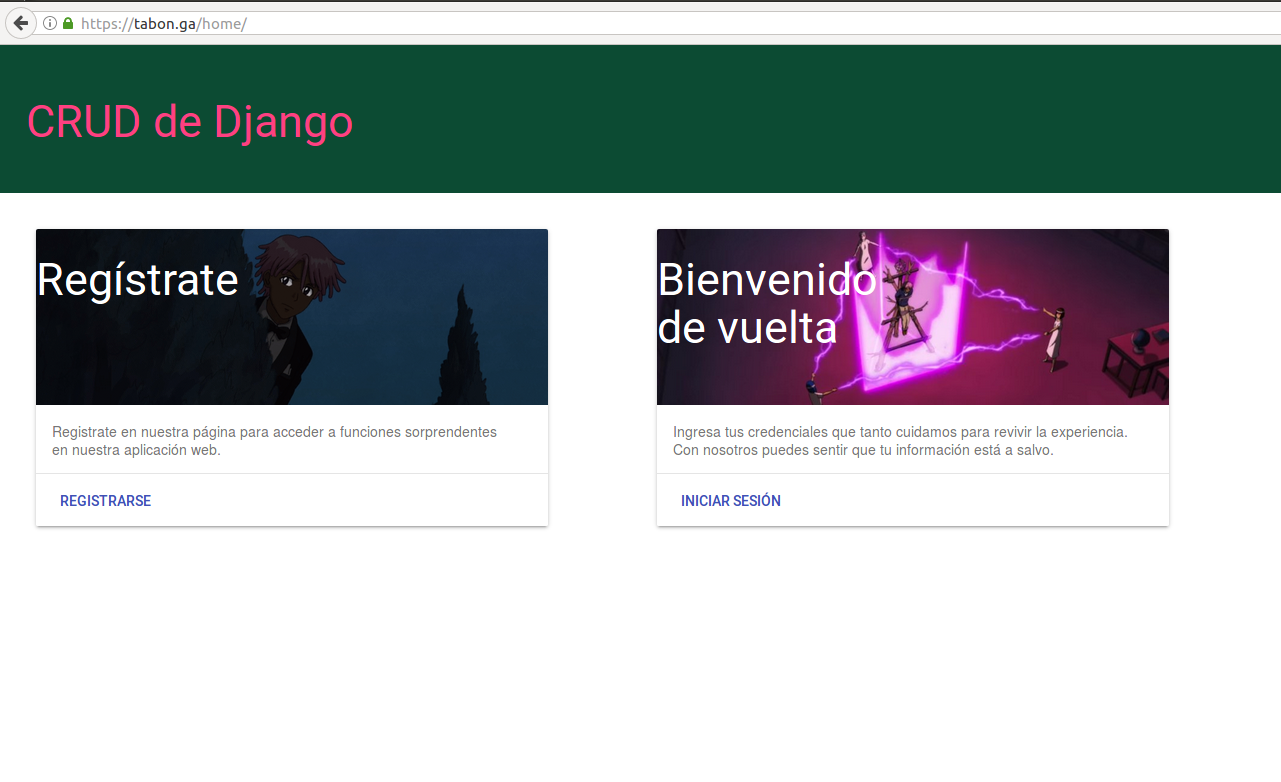 https://tabon.ga/home/
CRUD de Django
Regístrate
Registrate en nuestra página para acceder a funciones sorprendentes
en nuestra aplicación web.
REGISTRARSE
Bienvenido
de vuelta
Ingresa tus credenciales que tanto cuidamos para revivir la experiencia.
Con nosotros puedes sentir que tu información está a salvo.
INICIAR SESIÓN